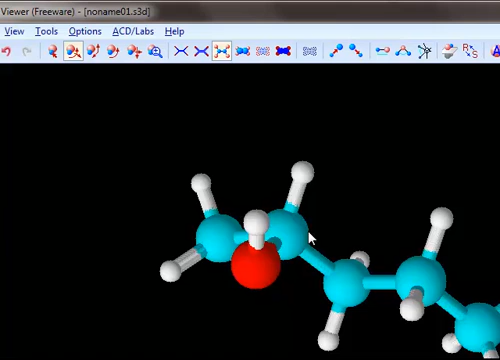 Viewer (Freeware) - [noname01.s3d]
View Tools Options ACD/Labs Help
R S
A